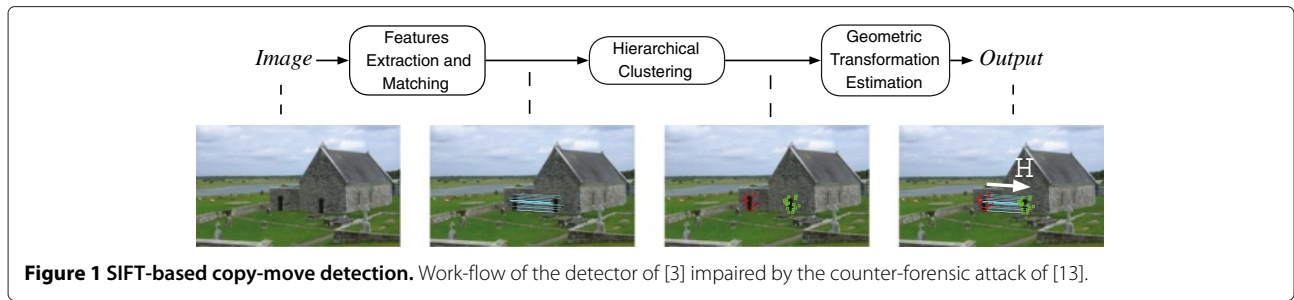 Image
Features
Extraction and
Matching
Hierarchical
Clustering
Geometric
Transformation
Estimation
Output
H
Figure 1 SIFT-based copy-move detection. Work-flow of the detector of [3] impaired by the counter-forensic attack of [13].